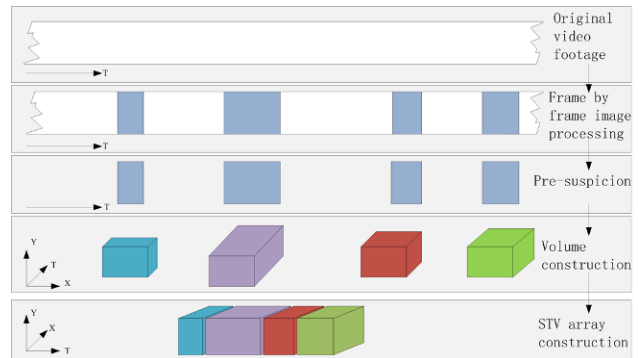 Original
video
footage
T
Frame by
frame image
processing
T
Pre-suspicion
T
Y
T
X
Volume
construction
Y
X
T
STV array
construction